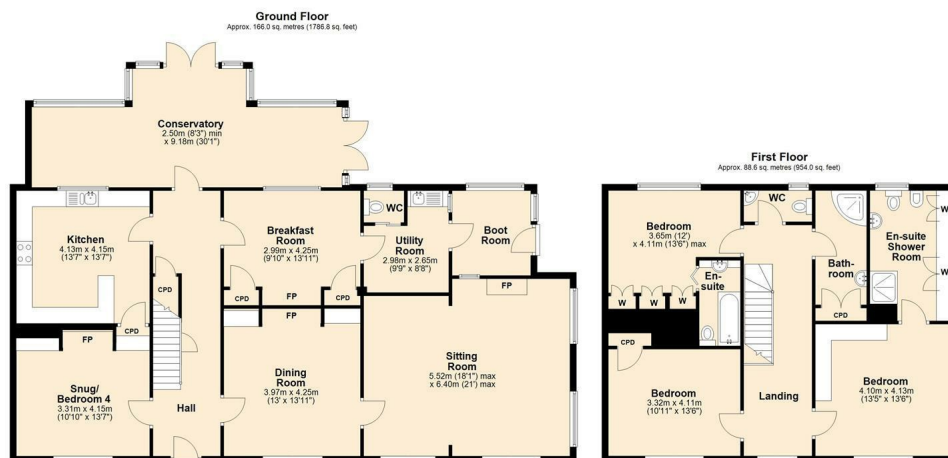 Ground Floor
Approx. 166.0 sq. metres (1786.8 sq. feet)
Conservatory
2.50m (8'3") min
x 9.18m (30'1")
Kitchen
4.13m x 4.15m
(13'7" x 13'7")
CPD
Breakfast
Room
2.99m x 4.25m
(9'10" x 13'11")
CPD
FP
CPD
WC
Utility
Room
2.98m x 2.65m
(9'9" x 8'8")
Boot
Room
CPD
FP
Snug/
Bedroom 4
3.31m x 4.15m
(10'10" x 13'7")
Hall
FP
Dining
Room
3.97m x 4.25m
(13' x 13'11")
FP
Sitting
Room
5.52m (18'1") max
x 6.40m (21') max
First Floor
Approx. 88.6 sq. metres (954.0 sq. feet)
Bedroom
3.65m (12')
x 4.11m (13'6") max
W
W
W
En-
suite
WC
Bath-
room
CPD
En-suite
Shower
Room
W
W
CPD
Bedroom
3.32m x 4.11m
(10'11" x 13'6")
Landing
Bedroom
4.10m x 4.13m
(13'5" x 13'6")